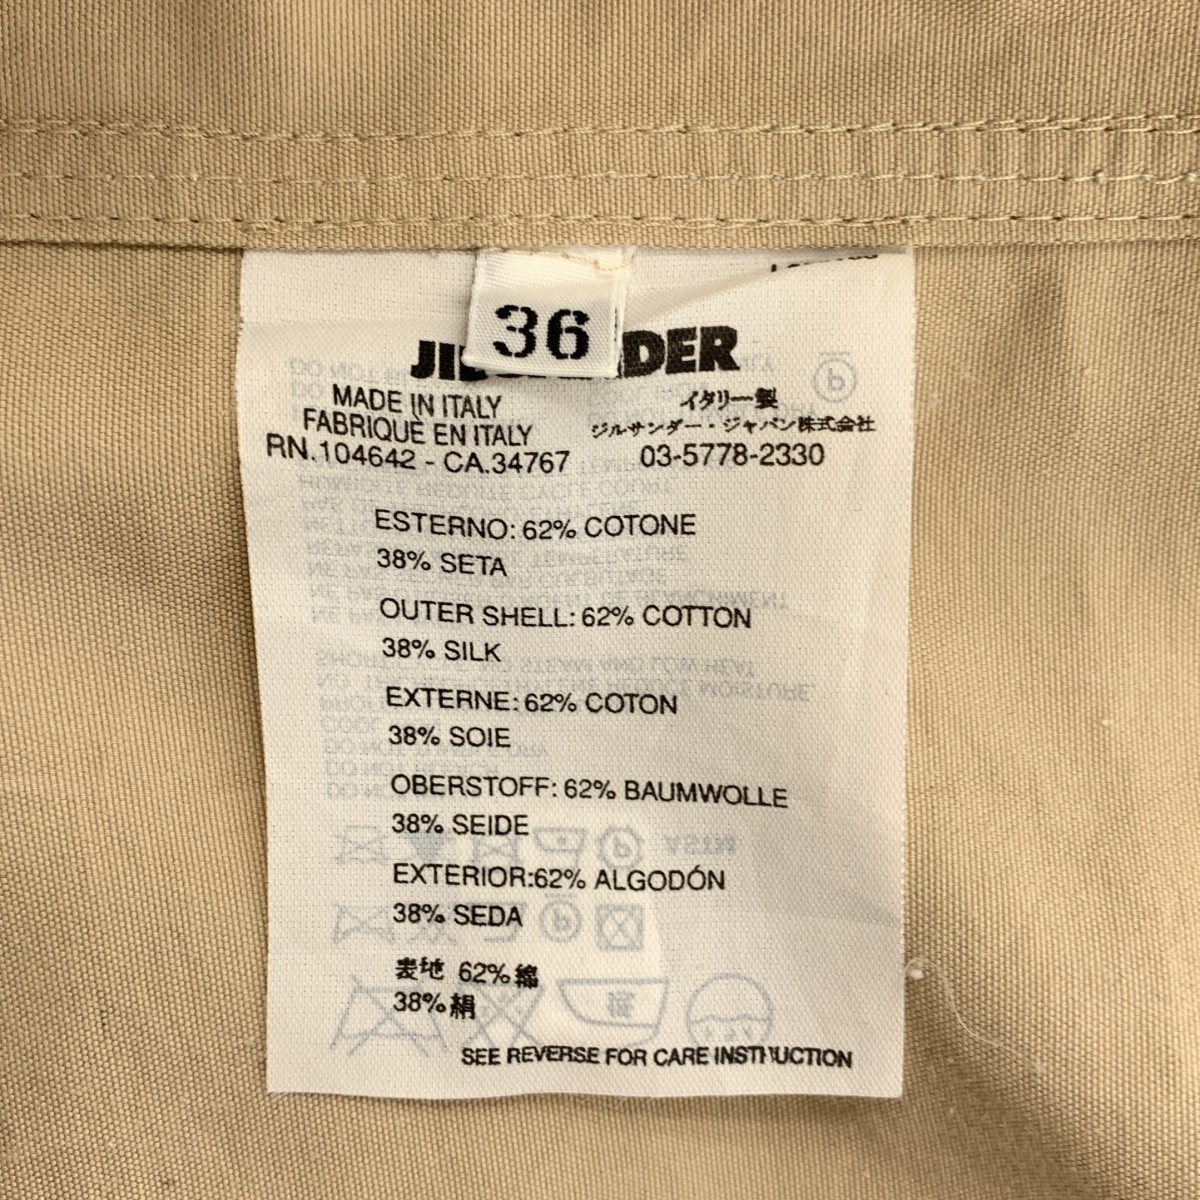 36
MADE IN ITALY
FABRIQUE EN ITALY
RN.104642 - CA.34767
イタリー製
ジルサンダー・ジャパン株式会社
03-5778-2330
ESTERNO: 62% COTONE
38% SETA
OUTER SHELL: 62% COTTON
38% SILK
EXTERNE: 62% COTON
38% SOIE
OBERSTOFF: 62% BAUMWOLLE
38% SEIDE
EXTERIOR:62% ALGODÓN
38% SEDA
表地 62%綿
38%絹
SEE REVERSE FOR CARE INSTRUCTION